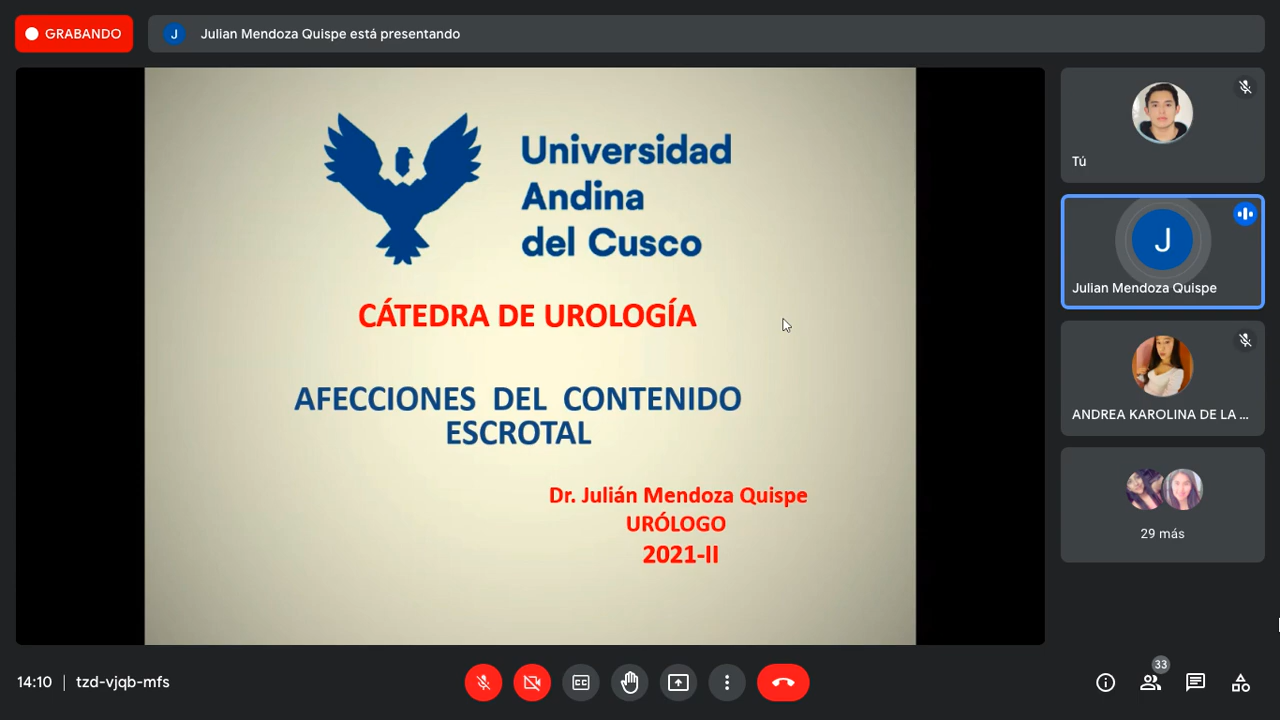 GRABANDO
J
Julian Mendoza Quispe está presentando
Universidad
Andina
del Cusco
CÁTEDRA DE UROLOGÍA
AFECCIONES DEL CONTENIDO
ESCROTAL
Dr. Julián Mendoza Quispe
URÓLOGO
2021-II
Tú
J
Julian Mendoza Quispe
ANDREA KAROLINA DE LA ...
29 más
14:10 | tzd-vjqb-mfs
CC
33